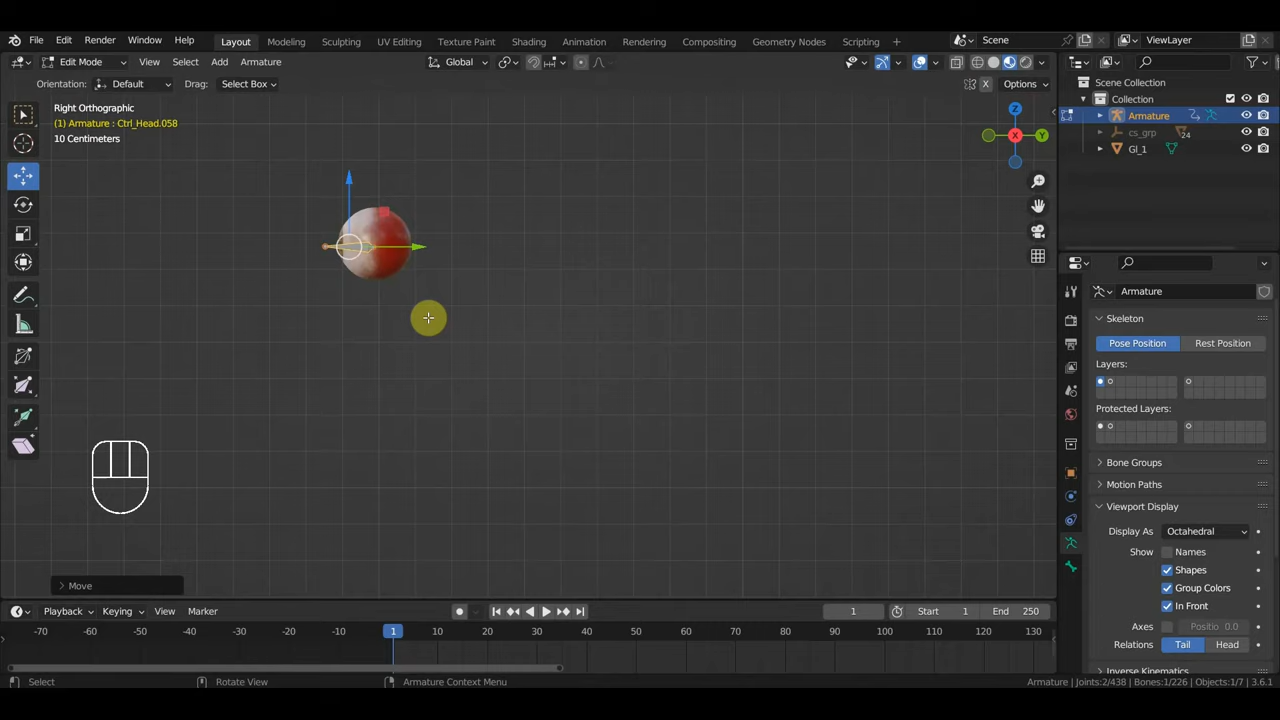 File Edit Render Window Help Layout Modeling Sculpting UV Editing Texture Paint Shading Animation Rendering Compositing Geometry Nodes Scripting + Scene ViewLayer
Edit Mode View Select Add Armature Global
Orientation: Default Drag: Select Box X Options
Scene Collection
Collection
Armature
cs_grp 24
Gl_1
Right Orthographic
(1) Armature : Ctrl_Head.058
10 Centimeters
Z
X
Y
Armature
Skeleton
Pose Position Rest Position
Layers:
Protected Layers:
Bone Groups
Motion Paths
Viewport Display
Display As Octahedral
Show Names
Shapes
Group Colors
In Front
Axes Positio 0.0
Relations Tail Head
Inverse Kinematics
Move
Playback Keying View Marker 1 Start 1 End 250
-70 -60 -50 -40 -30 -20 -10 1 10 20 30 40 50 60 70 80 90 100 110 120 130
Select Rotate View Armature Context Menu Armature | Joints:2/438 | Bones:1/226 | Objects:1/7 | 3.6.1